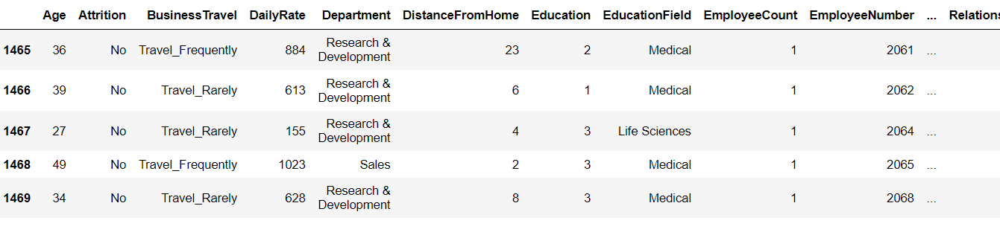 Age Attrition BusinessTravel DailyRate Department DistanceFromHome Education EducationField EmployeeCount EmployeeNumber ... Relations
1465 36 No Travel_Frequently 884 Research & Development 23 2 Medical 1 2061 ...
1466 39 No Travel_Rarely 613 Research & Development 6 1 Medical 1 2062 ...
1467 27 No Travel_Rarely 155 Research & Development 4 3 Life Sciences 1 2064 ...
1468 49 No Travel_Frequently 1023 Sales 2 3 Medical 1 2065 ...
1469 34 No Travel_Rarely 628 Research & Development 8 3 Medical 1 2068 ...